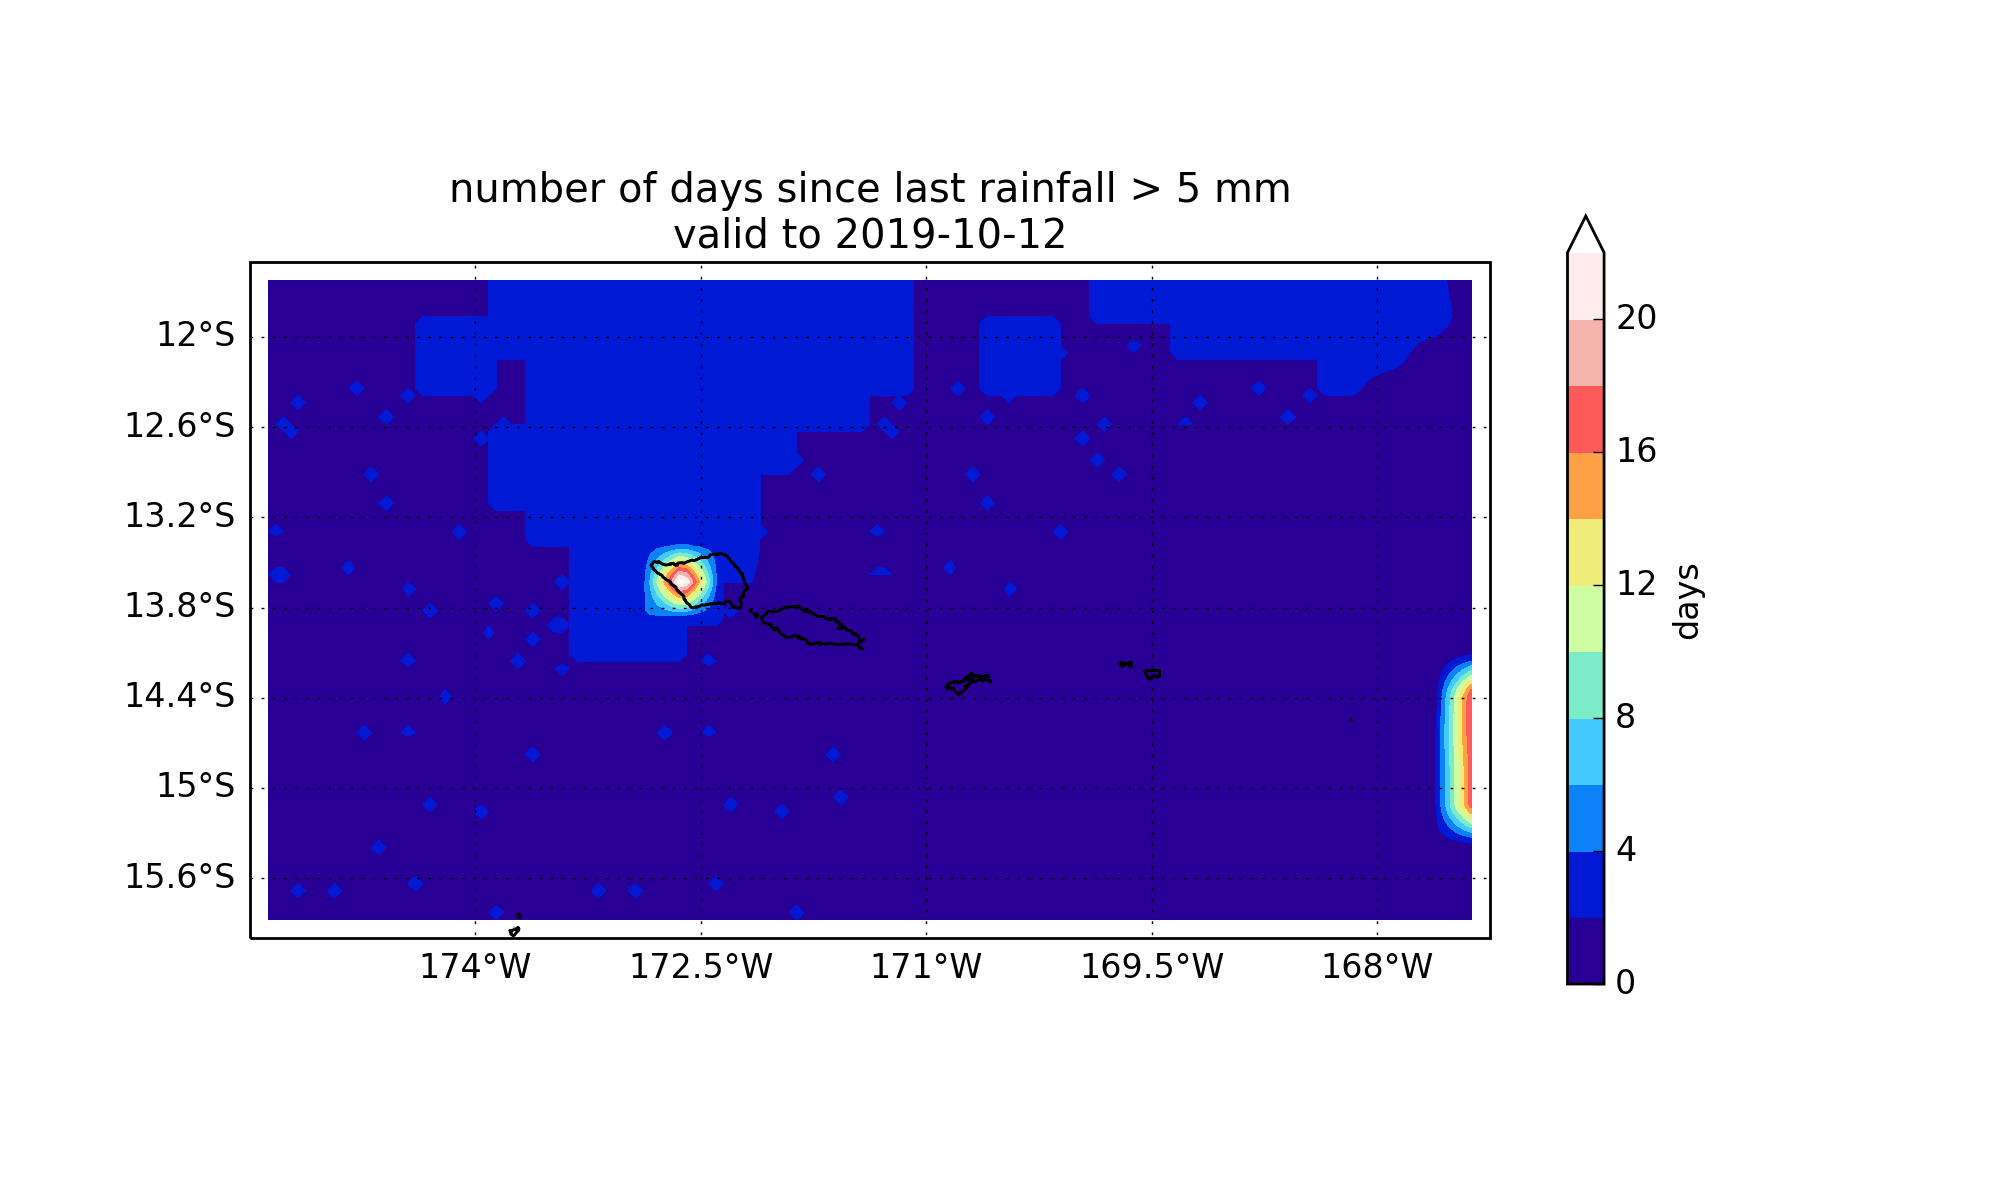 number of days since last rainfall > 5 mm
valid to 2019-10-12
12°S
12.6°S
13.2°S
13.8°S
14.4°S
15°S
15.6°S
174°W 172.5°W 171°W 169.5°W 168°W
20
16
12
8
4
0
days